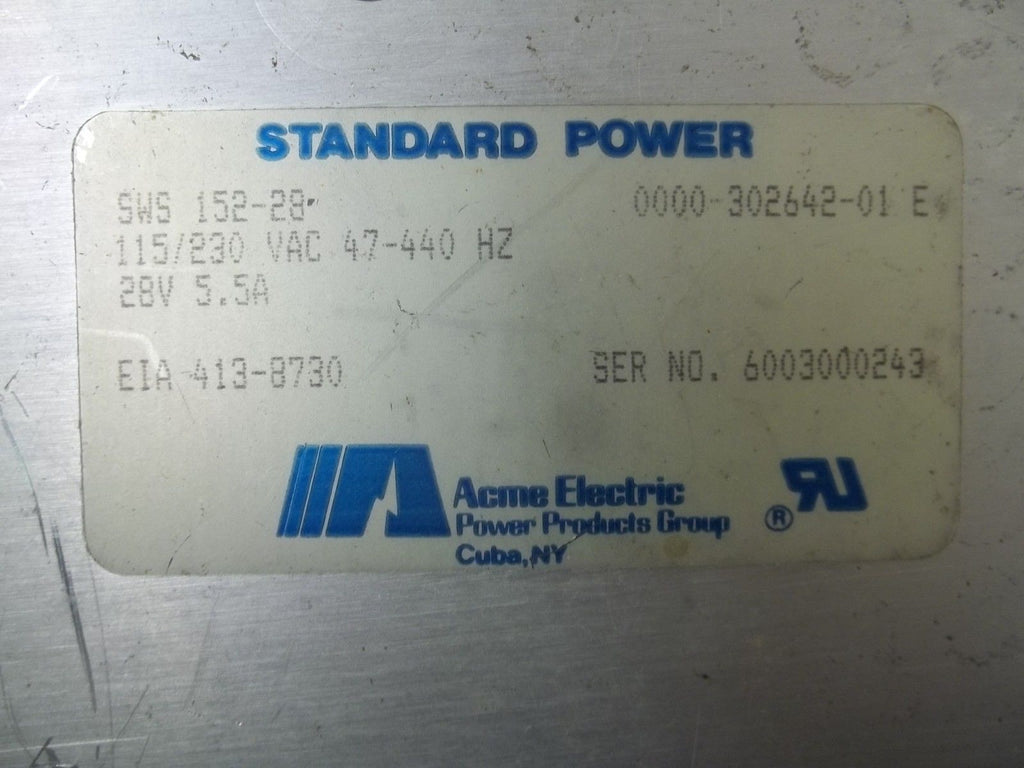 STANDARD POWER
SWS 152-28 0000-302642-01 E
115/230 VAC 47-440 HZ
28V 5.5A
EIA 413-8730 SER NO. 6003000243
Acme Electric
Power Products Group
Cuba, NY
® RU